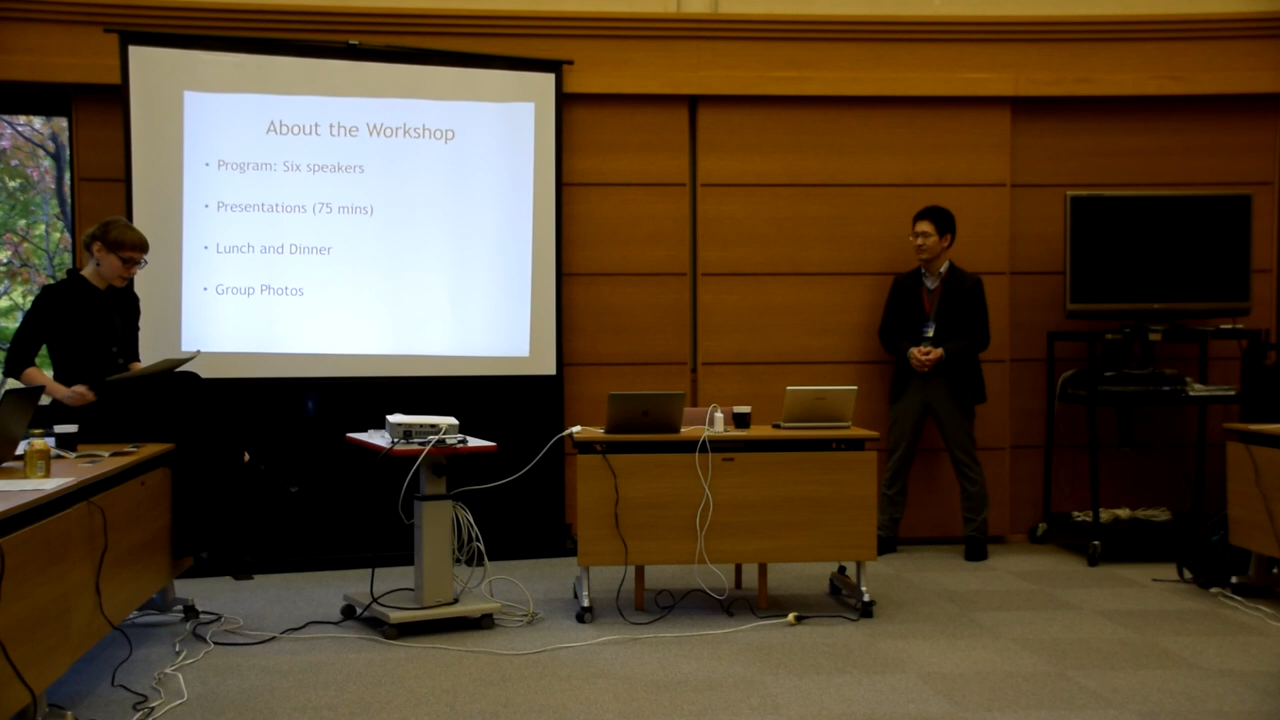 About the Workshop
• Program: Six speakers
• Presentations (75 mins)
• Lunch and Dinner
• Group Photos